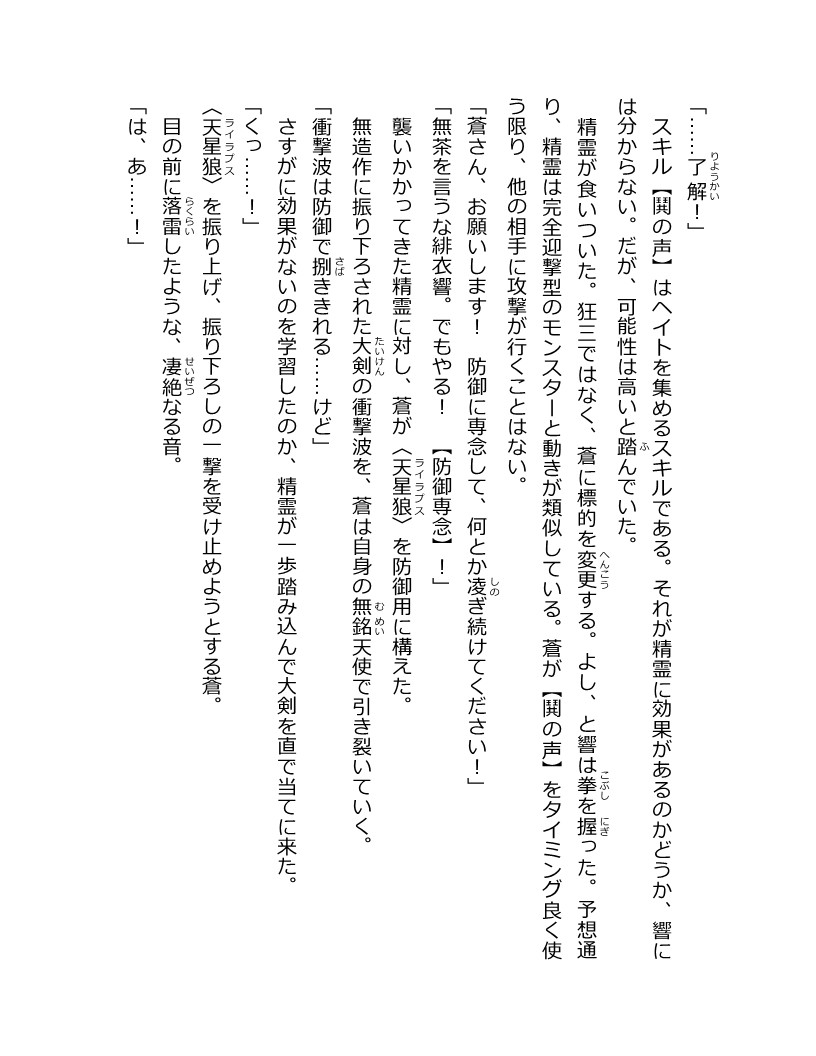 「……了解！」
　スキル【鬨の声】はヘイトを集めるスキルである。それが精霊に効果があるのかどうか、響に
は分からない。だが、可能性は高いと踏んでいた。
　精霊が食いついた。狂三ではなく、蒼に標的を変更する。よし、と響は拳を握った。予想通
り、精霊は完全迎撃型のモンスターと動きが類似している。蒼が【鬨の声】をタイミング良く使
う限り、他の相手に攻撃が行くことはない。
「蒼さん、お願いします！　防御に専念して、何とか凌ぎ続けてください！」
「無茶を言うな緋衣響。でもやる！　【防御専念】！」
　襲いかかってきた精霊に対し、蒼が〈天星狼〉を防御用に構えた。
　無造作に振り下ろされた大剣の衝撃波を、蒼は自身の無銘天使で引き裂いていく。
「衝撃波は防御で捌ききれる……けど」
　さすがに効果がないのを学習したのか、精霊が一歩踏み込んで大剣を直で当てに来た。
「くっ……！」
〈天星狼〉を振り上げ、振り下ろしの一撃を受け止めようとする蒼。
　目の前に落雷したような、凄絶なる音。
「は、あ……！」